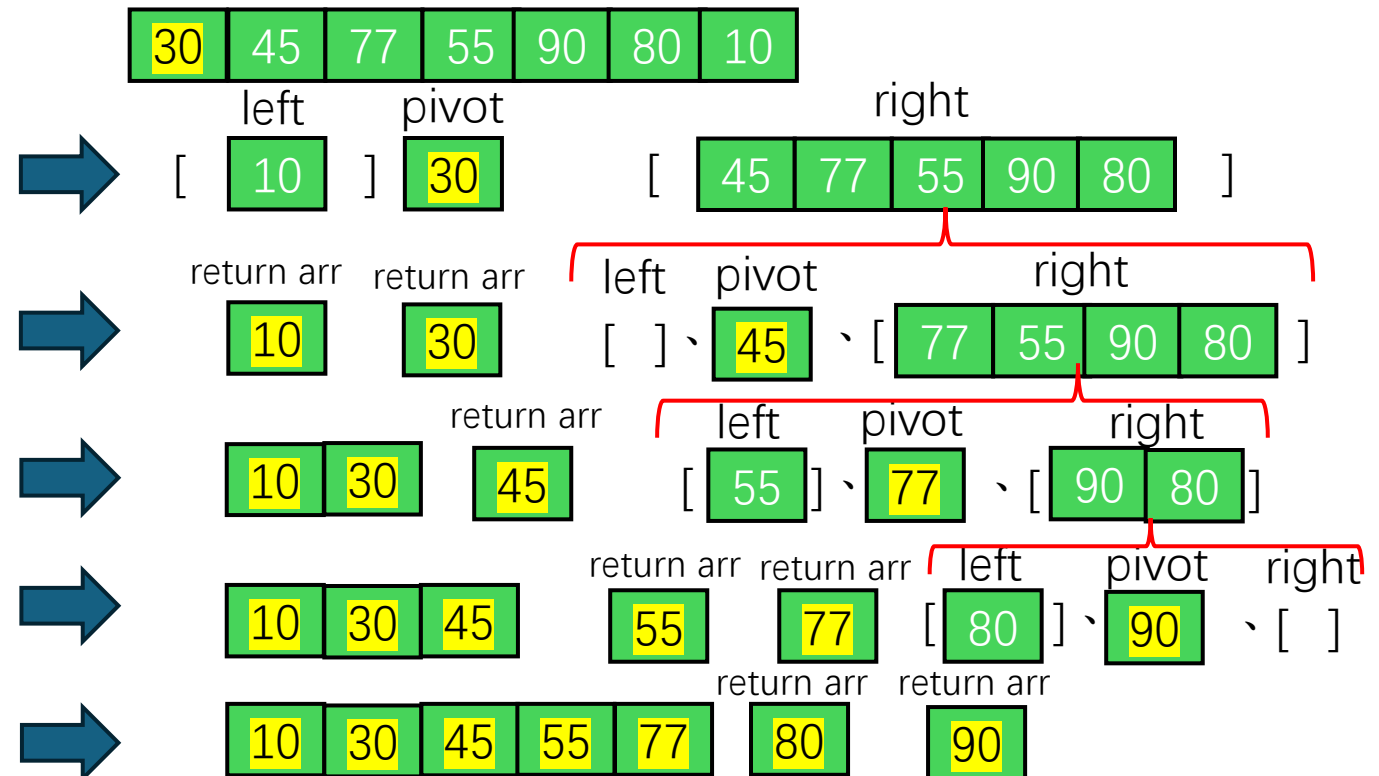 30 45 77 55 90 80 10
left pivot right
[ 10 ] 30 [ 45 77 55 90 80 ]
return arr return arr left pivot right
10 30 [ ]、 45 、[ 77 55 90 80 ]
return arr left pivot right
10 30 45 [ 55 ]、 77 、[ 90 80 ]
return arr return arr left pivot right
10 30 45 55 77 [ 80 ]、 90 、[ ]
return arr return arr
10 30 45 55 77 80 90